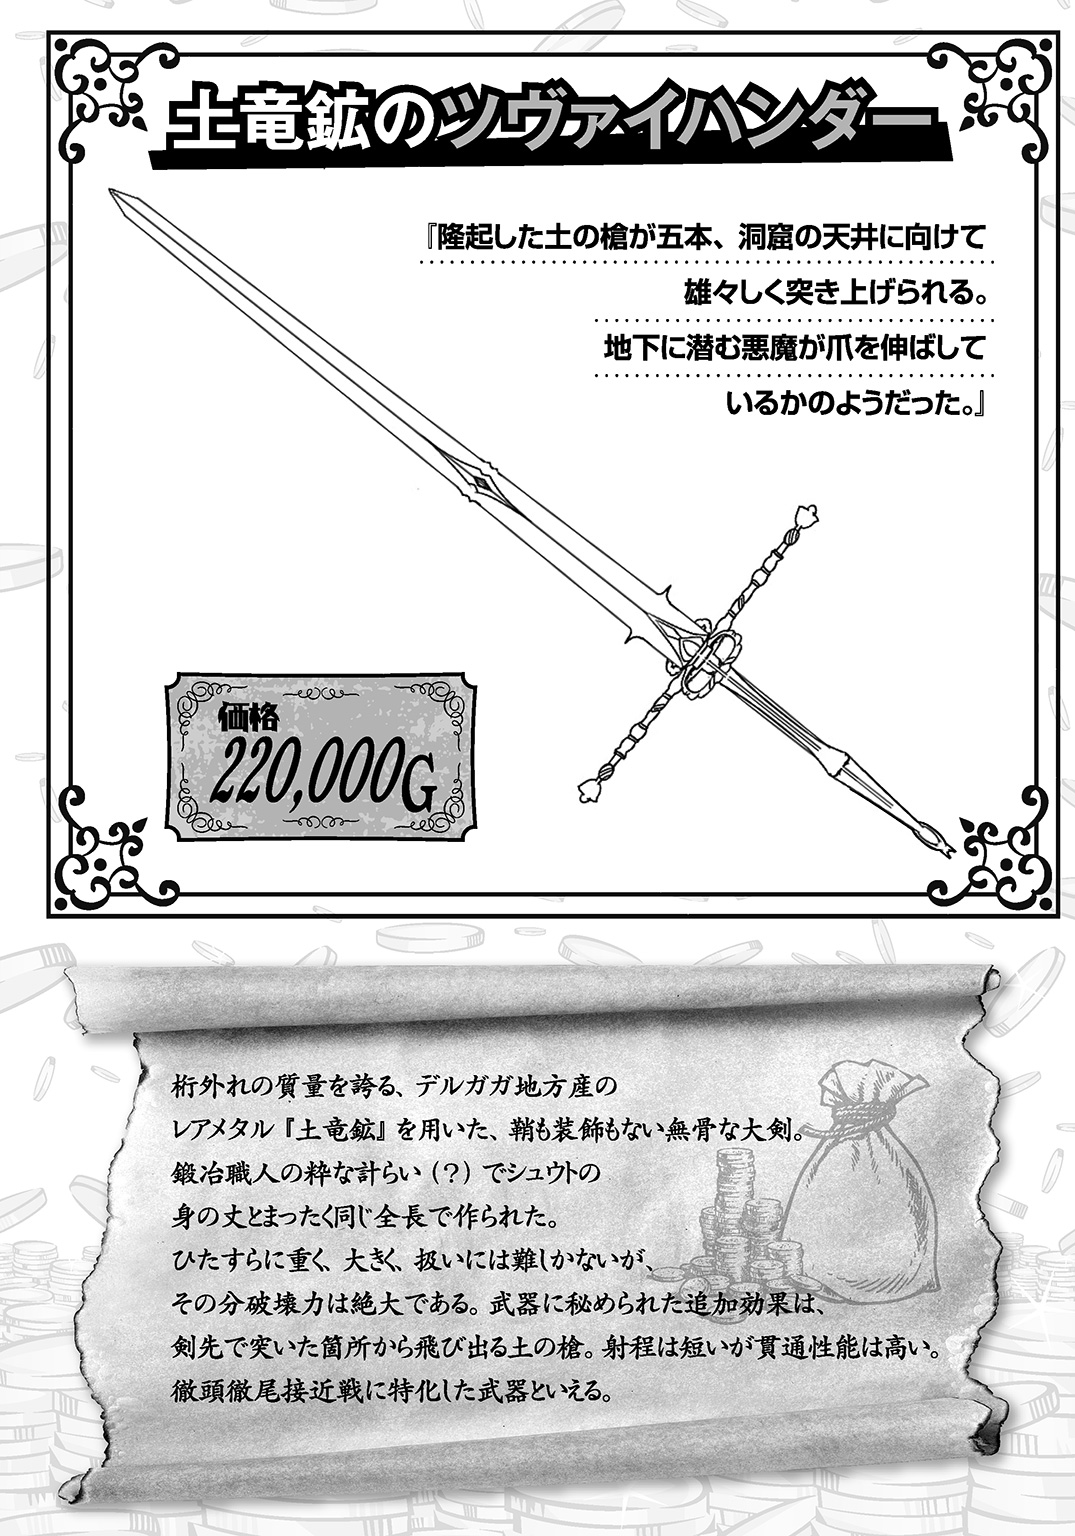 土竜鉱のツヴァイハンダー
『隆起した土の槍が五本、洞窟の天井に向けて
雄々しく突き上げられる。
地下に潜む悪魔が爪を伸ばして
いるかのようだった。』
価格
220,000G
桁外れの質量を誇る、デルガガ地方産の
レアメタル『土竜鉱』を用いた、鞘も装飾もない無骨な大剣。
鍛冶職人の粋な計らい（？）でシュウトの
身の丈とまったく同じ全長で作られた。
ひたすらに重く、大きく、扱いには難しかないが、
その分破壊力は絶大である。武器に秘められた追加効果は、
剣先で突いた箇所から飛び出る土の槍。射程は短いが貫通性能は高い。
徹頭徹尾接近戦に特化した武器といえる。